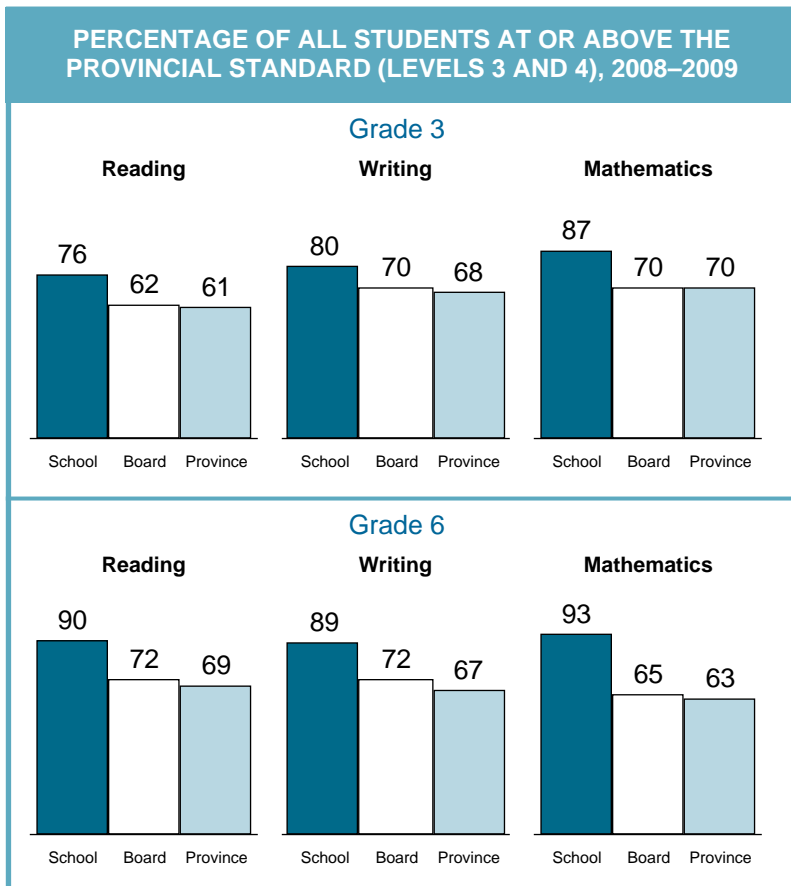 PERCENTAGE OF ALL STUDENTS AT OR ABOVE THE
PROVINCIAL STANDARD (LEVELS 3 AND 4), 2008–2009
Grade 3
Reading Writing Mathematics
76 62 61 80 70 68 87 70 70
School Board Province School Board Province School Board Province
Grade 6
Reading Writing Mathematics
90 72 69 89 72 67 93 65 63
School Board Province School Board Province School Board Province